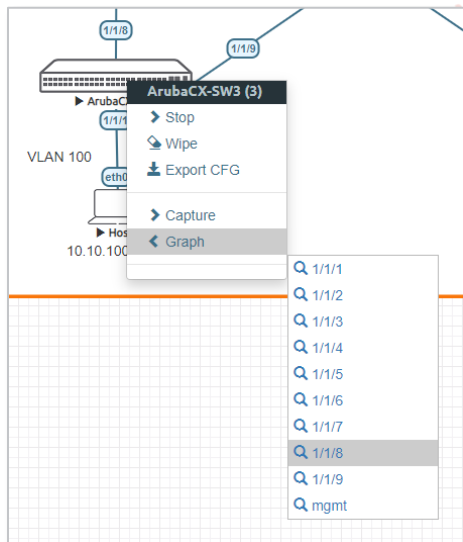 1/1/8
1/1/9
ArubaCX-SW3 (3)
ArubaC
Stop
1/1/1
Wipe
VLAN 100
Export CFG
eth0
Capture
Hos
Graph
10.10.100
1/1/1
1/1/2
1/1/3
1/1/4
1/1/5
1/1/6
1/1/7
1/1/8
1/1/9
mgmt